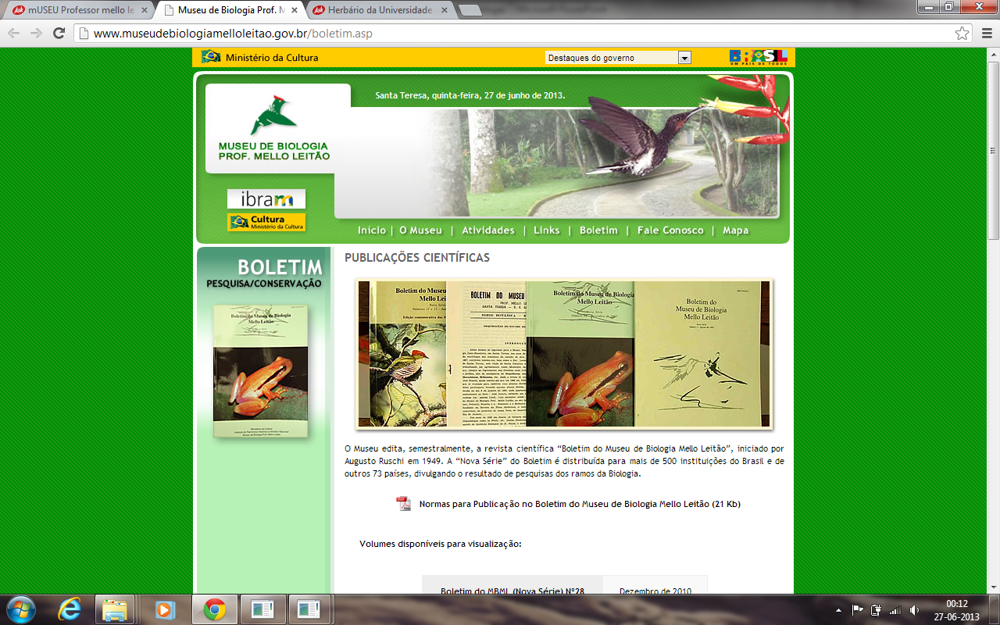 mUSEU Professor mello le
Museu de Biologia Prof. M
Herbário da Universidade
www.museudebiologiamelloleitao.gov.br/boletim.asp
Ministério da Cultura
Destaques do governo
BRASIL
UM PAÍS DE TODOS
Santa Teresa, quinta-feira, 27 de junho de 2013.
MUSEU DE BIOLOGIA
PROF. MELLO LEITÃO
ibram
Cultura
Ministério da Cultura
Inicio | O Museu | Atividades | Links | Boletim | Fale Conosco | Mapa
BOLETIM
PESQUISA/CONSERVAÇÃO
Boletim do Museu de Biologia
Mello Leitão
PUBLICAÇÕES CIENTÍFICAS
Boletim do Museu de Biolog
Mello Lei
BOLETIM DO MUSEU
Boletim do Museu de Biologia
Mello Leitão
Boletim do
Museu de Biologia
Mello Leitão
O Museu edita, semestralmente, a revista científica “Boletim do Museu de Biologia Mello Leitão”, iniciado por
Augusto Ruschi em 1949. A “Nova Série” do Boletim é distribuída para mais de 500 instituições do Brasil e de
outros 73 países, divulgando o resultado de pesquisas dos ramos da Biologia.
Normas para Publicação no Boletim do Museu de Biologia Mello Leitão (21 Kb)
Volumes disponíveis para visualização:
Boletim do MBML (Nova Série) Nº28
Dezembro de 2010
00:12
27-06-2013